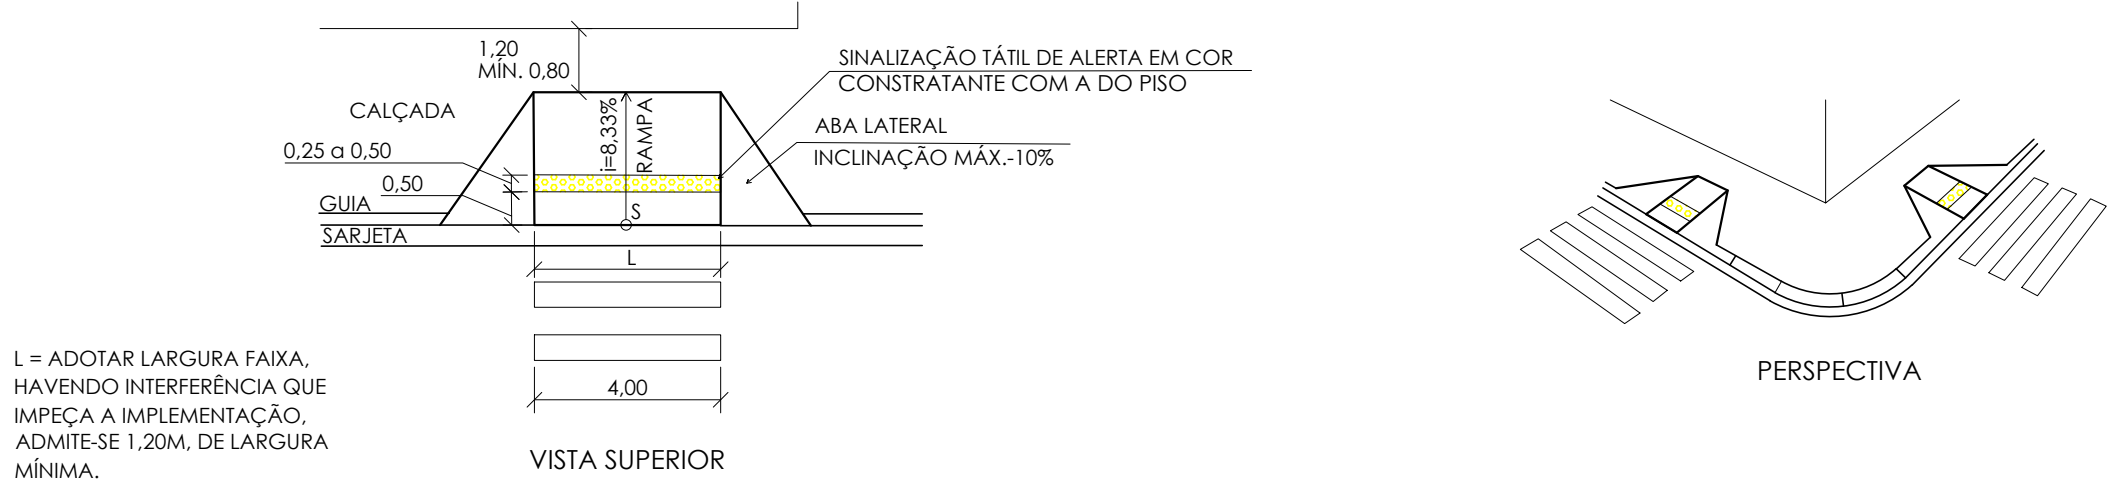 1,20
MÍN. 0,80
SINALIZAÇÃO TÁTIL DE ALERTA EM COR
CONSTRATANTE COM A DO PISO
CALÇADA
i=8,33%
RAMPA
ABA LATERAL
INCLINAÇÃO MÁX.-10%
0,25 a 0,50
0,50
GUIA
S
SARJETA
L
L = ADOTAR LARGURA FAIXA,
HAVENDO INTERFERÊNCIA QUE
IMPEÇA A IMPLEMENTAÇÃO,
ADMITE-SE 1,20M, DE LARGURA
MÍNIMA.
4,00
VISTA SUPERIOR
PERSPECTIVA